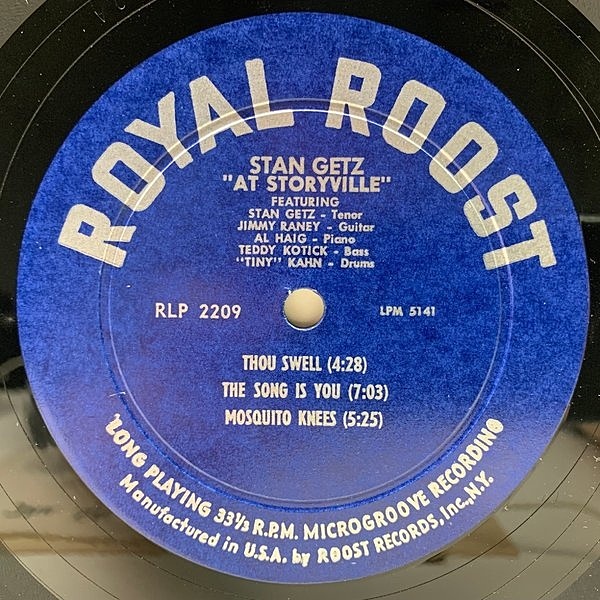 ROYAL ROOST
STAN GETZ
"AT STORYVILLE"
FEATURING
STAN GETZ - Tenor
JIMMY RANEY - Guitar
AL HAIG - Piano
TEDDY KOTICK - Bass
"TINY" KAHN - Drums
RLP 2209
LPM 5141
THOU SWELL (4:28)
THE SONG IS YOU (7:03)
MOSQUITO KNEES (5:25)
LONG PLAYING 33⅓ R.P.M. MICROGROOVE RECORDING
Manufactured in U.S.A. by ROOST RECORDS, Inc., N.Y.